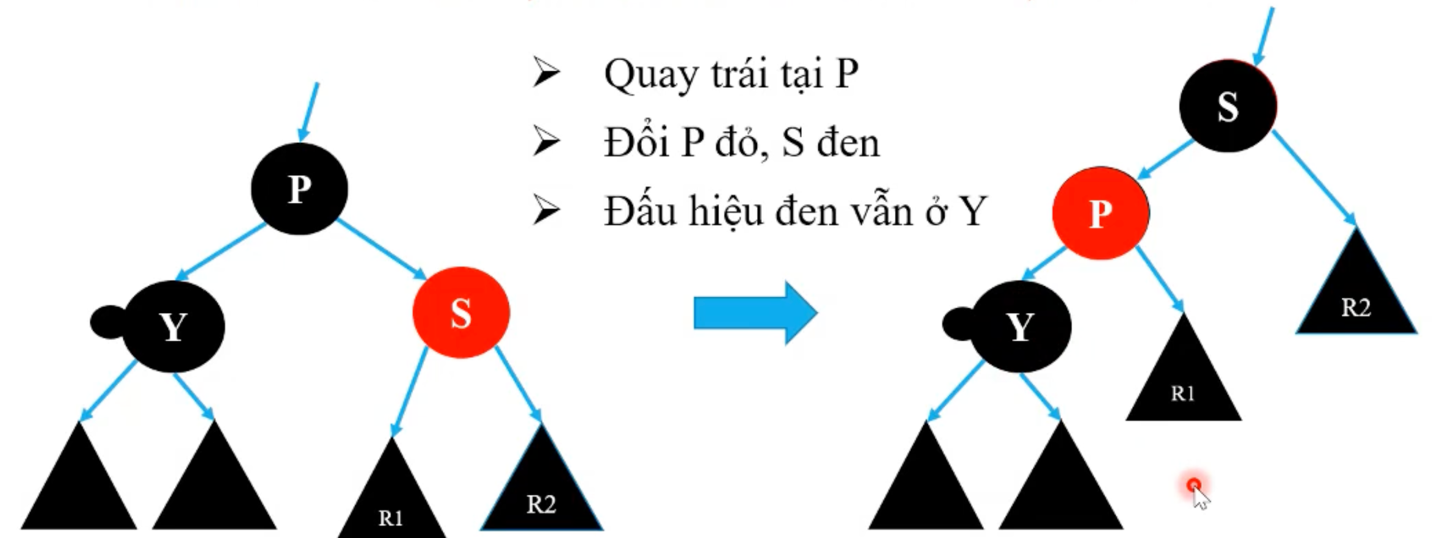 Quay trái tại P
Đổi P đỏ, S đen
Đấu hiệu đen vẫn ở Y
P
Y
S
R1
R2
S
P
Y
R1
R2